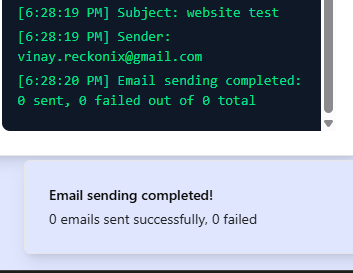 [6:28:19 PM] Subject: website test
[6:28:19 PM] Sender:
vinay.reckonix@gmail.com
[6:28:20 PM] Email sending completed:
0 sent, 0 failed out of 0 total
Email sending completed!
0 emails sent successfully, 0 failed